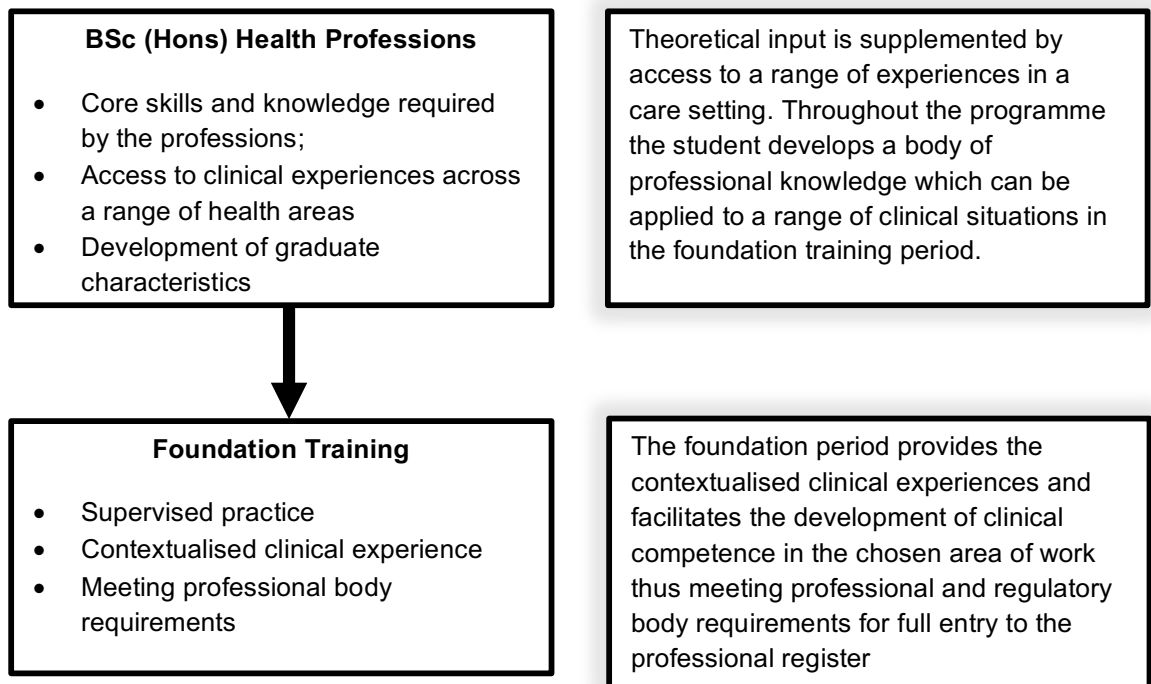 BSc (Hons) Health Professions
• Core skills and knowledge required
by the professions;
• Access to clinical experiences across
a range of health areas
• Development of graduate
characteristics
Theoretical input is supplemented by
access to a range of experiences in a
care setting. Throughout the programme
the student develops a body of
professional knowledge which can be
applied to a range of clinical situations in
the foundation training period.
Foundation Training
• Supervised practice
• Contextualised clinical experience
• Meeting professional body
requirements
The foundation period provides the
contextualised clinical experiences and
facilitates the development of clinical
competence in the chosen area of work
thus meeting professional and regulatory
body requirements for full entry to the
professional register